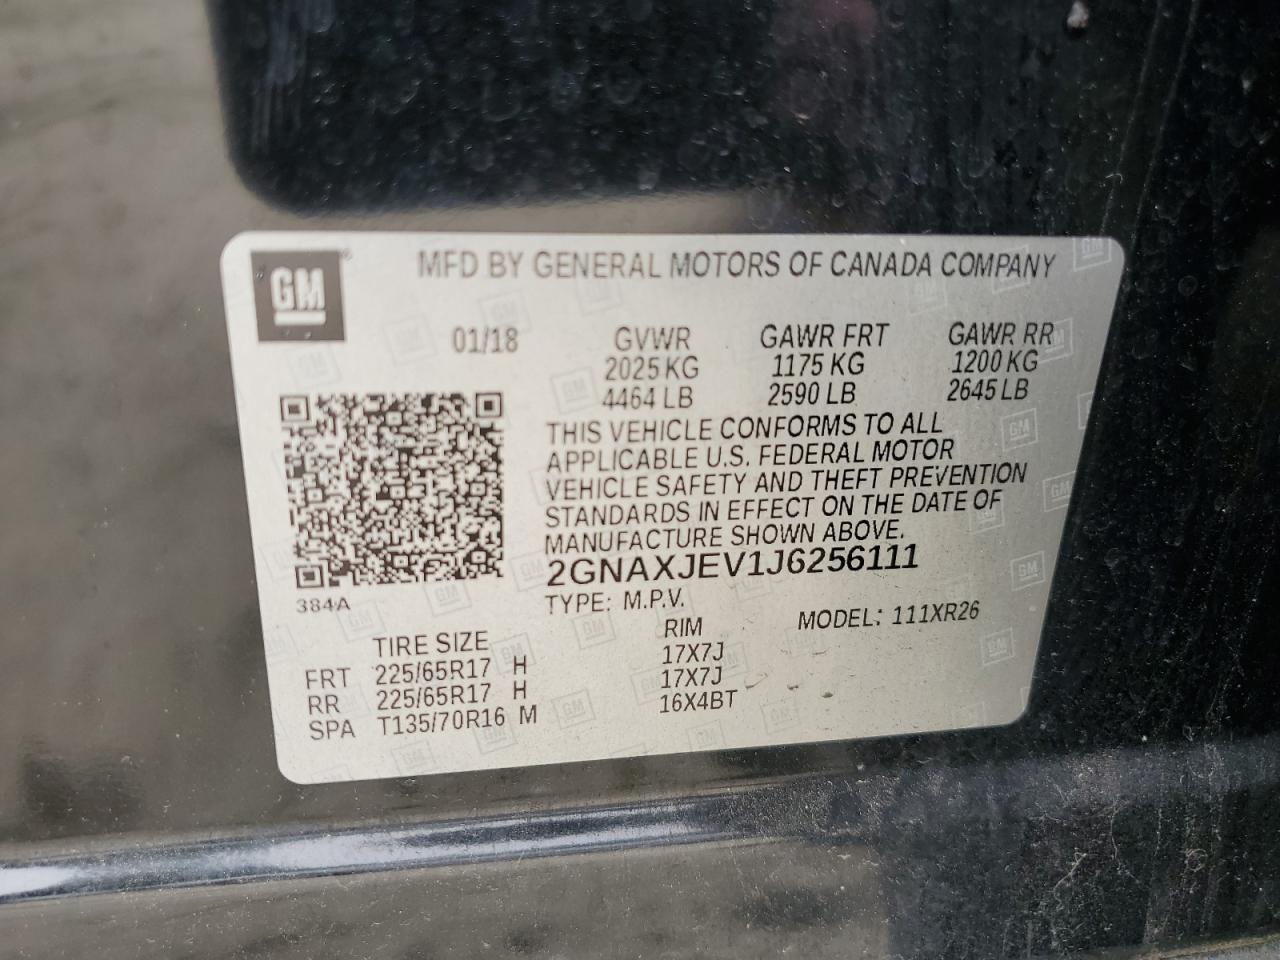 GM
MFD BY GENERAL MOTORS OF CANADA COMPANY
01/18 GVWR GAWR FRT GAWR RR
2025 KG 1175 KG 1200 KG
4464 LB 2590 LB 2645 LB
THIS VEHICLE CONFORMS TO ALL
APPLICABLE U.S. FEDERAL MOTOR
VEHICLE SAFETY AND THEFT PREVENTION
STANDARDS IN EFFECT ON THE DATE OF
MANUFACTURE SHOWN ABOVE.
2GNAXJEV1J6256111
384A
TYPE: M.P.V. MODEL: 111XR26
TIRE SIZE RIM
FRT 225/65R17 H 17X7J
RR 225/65R17 H 17X7J
SPA T135/70R16 M 16X4BT